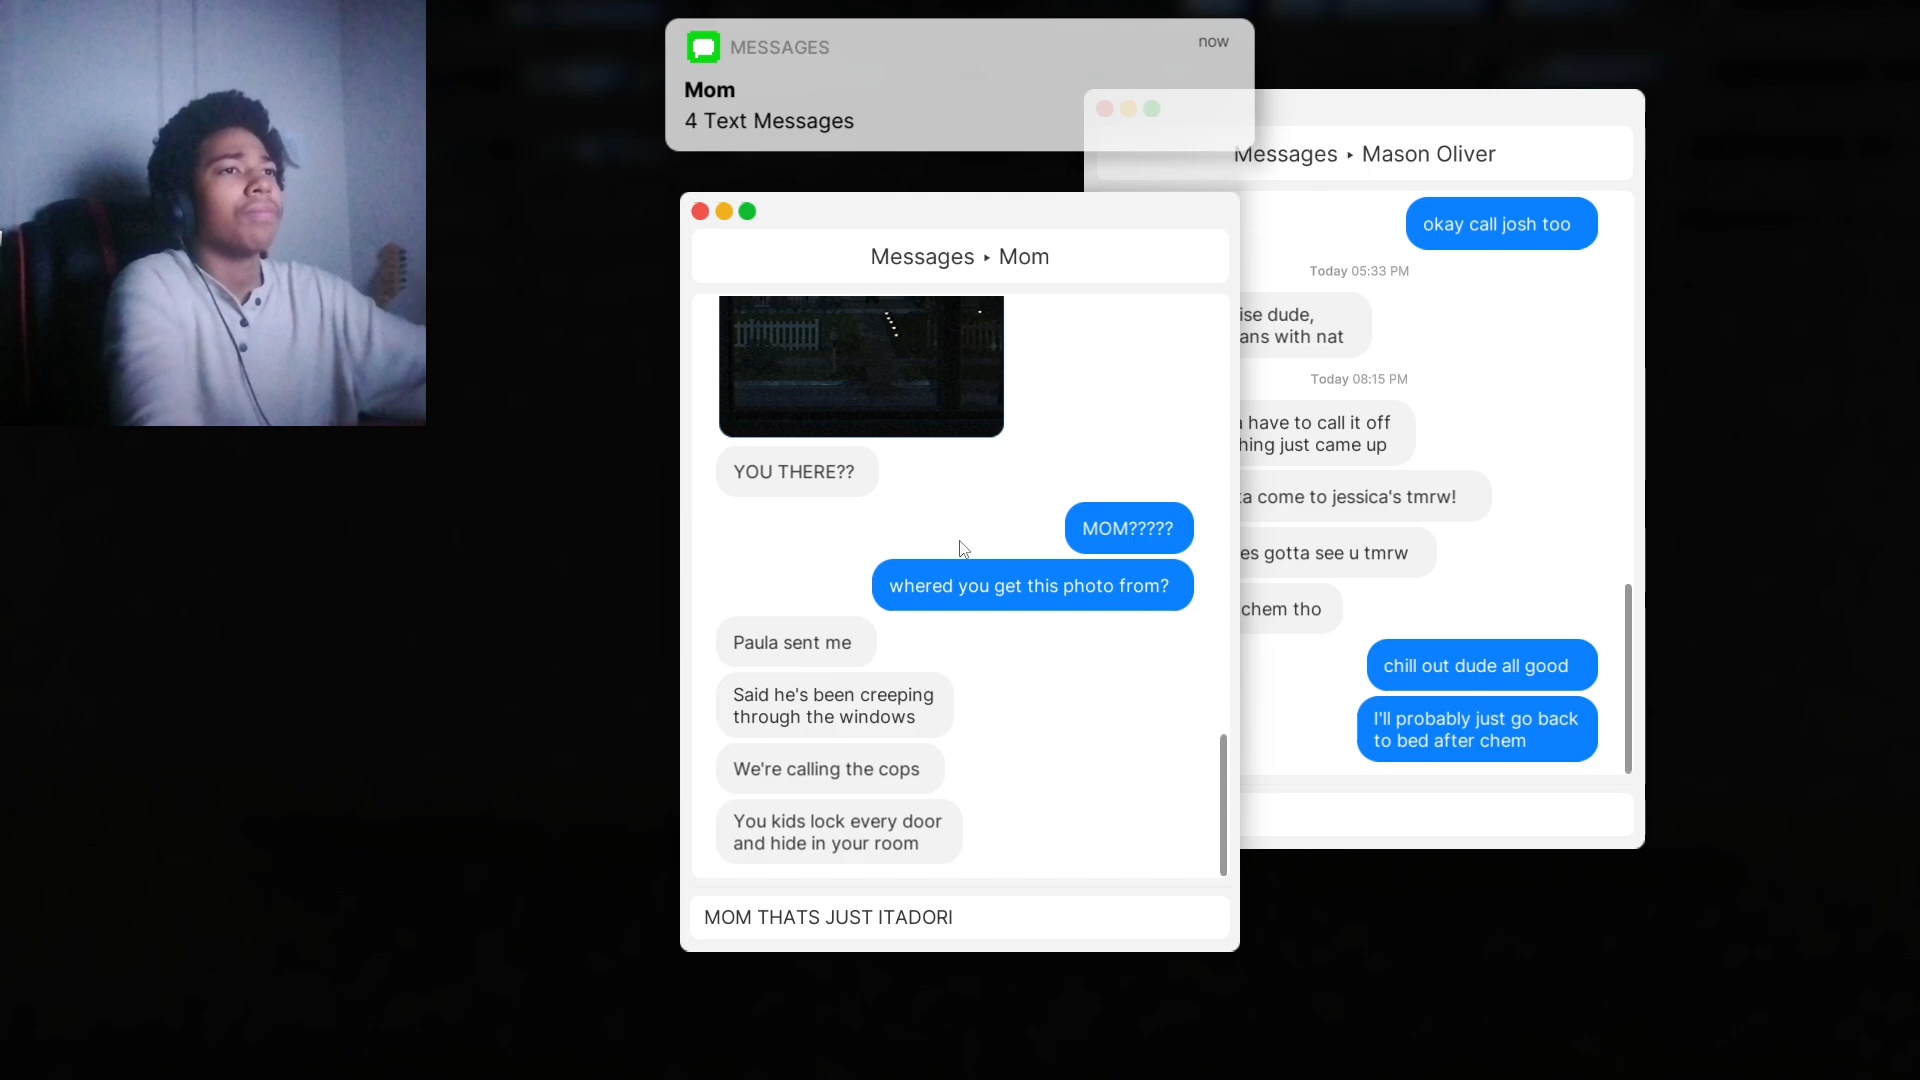 MESSAGES
now
Mom
4 Text Messages
Messages ‣ Mom
YOU THERE??
MOM?????
whered you get this photo from?
Paula sent me
Said he's been creeping
through the windows
We're calling the cops
You kids lock every door
and hide in your room
MOM THATS JUST ITADORI
Messages ‣ Mason Oliver
okay call josh too
Today 05:33 PM
dude,
with nat
Today 08:15 PM
have to call it off
just came up
come to jessica's tmrw!
gotta see u tmrw
chem tho
chill out dude all good
I'll probably just go back
to bed after chem